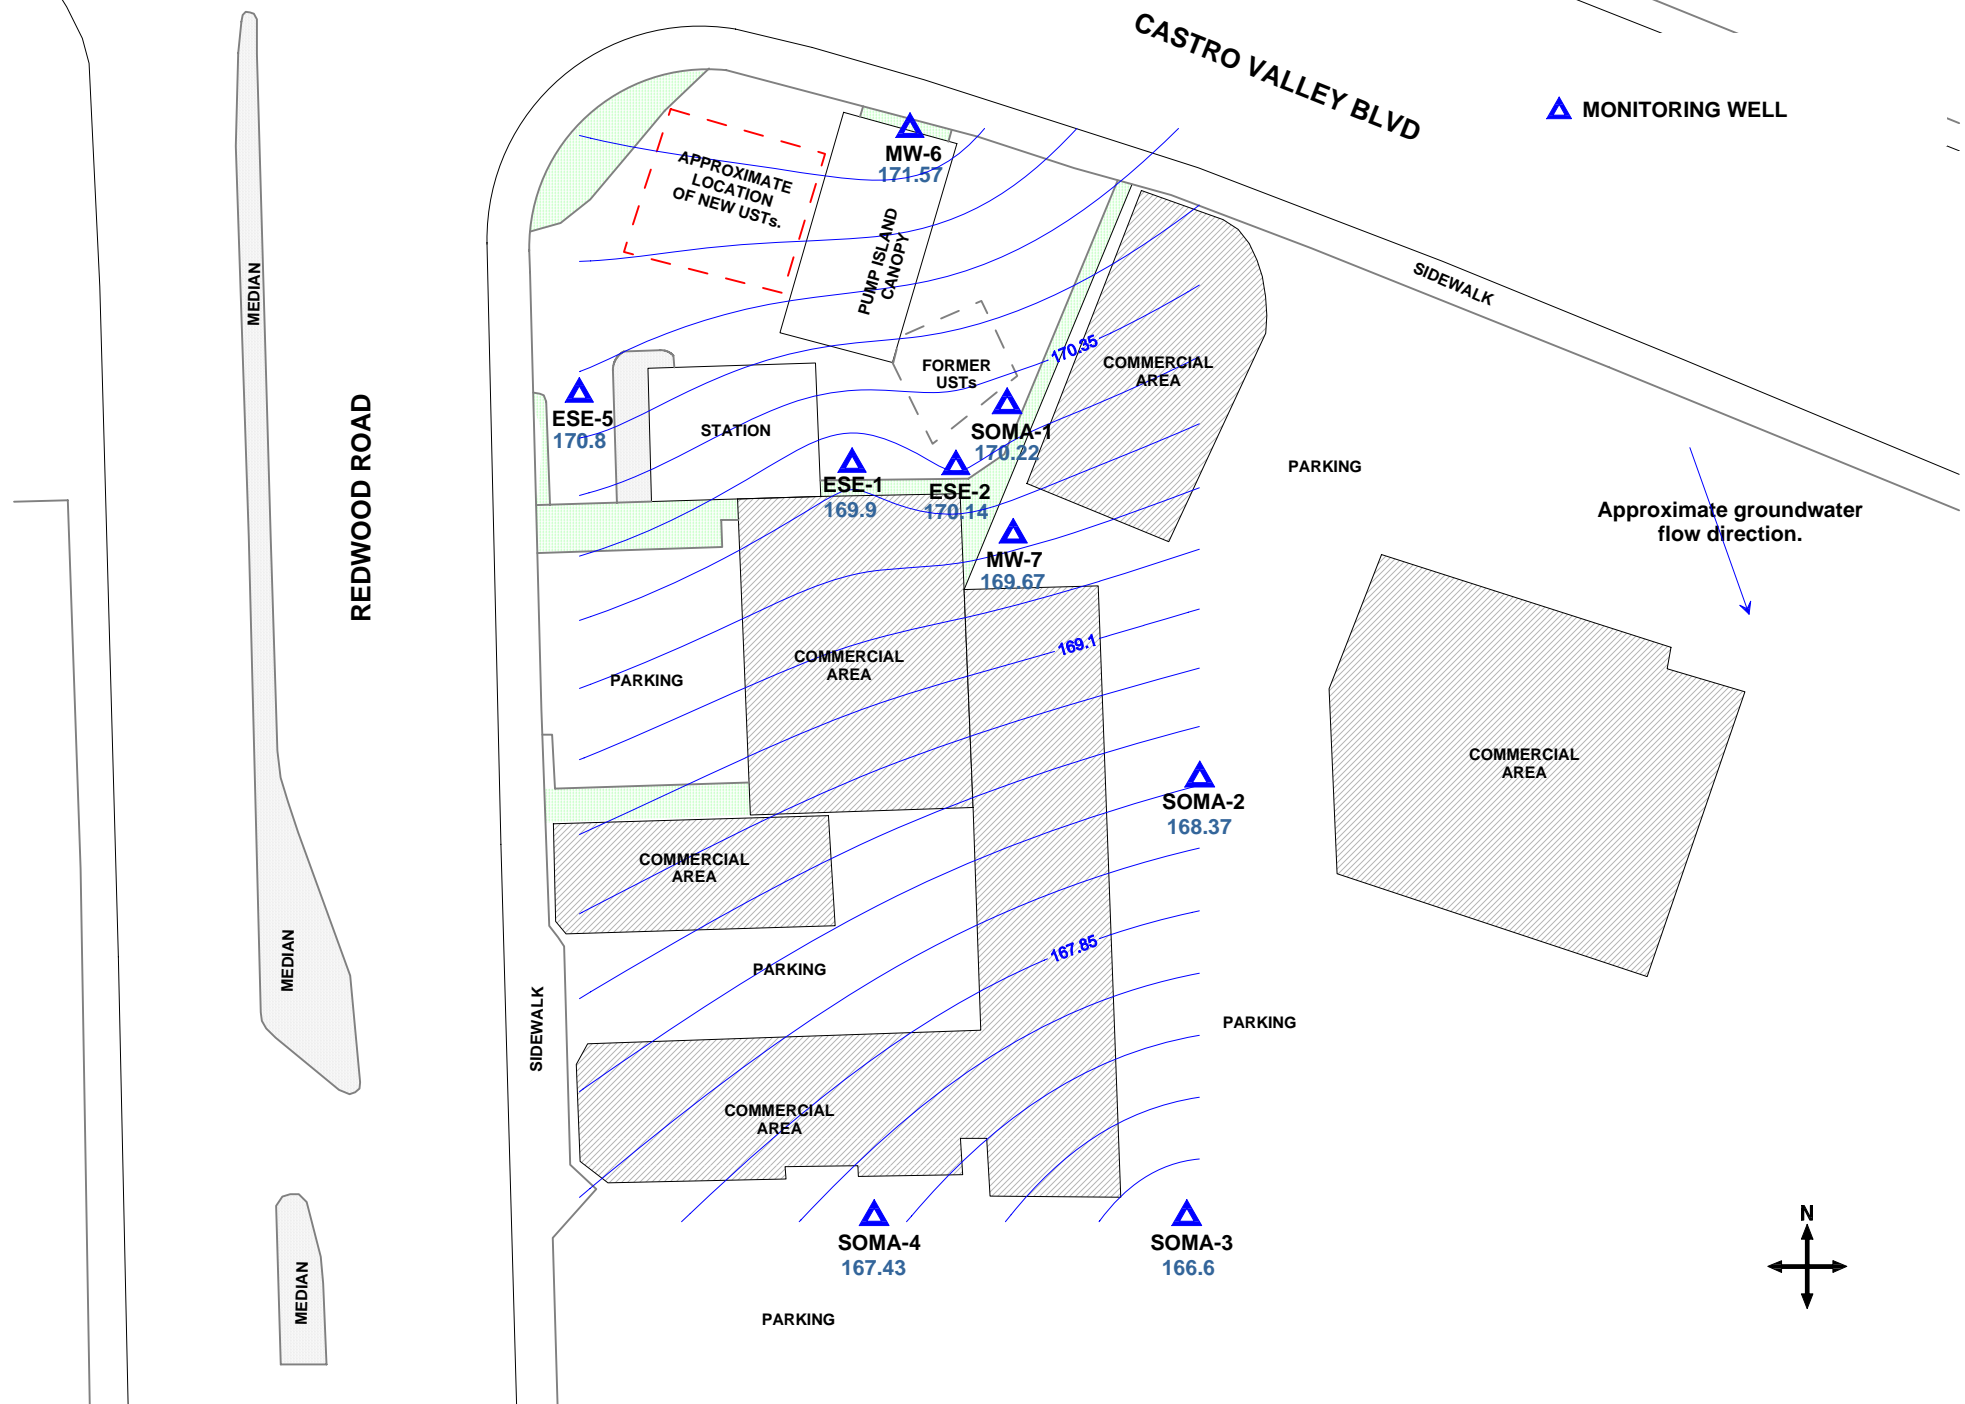 CASTRO VALLEY BLVD
MONITORING WELL
MW-6
171.57
APPROXIMATE
LOCATION
OF NEW USTs.
PUMP ISLAND
CANOPY
MEDIAN
SIDEWALK
170.35
COMMERCIAL
AREA
FORMER
USTs
ESE-5
170.8
STATION
SOMA-1
170.22
REDWOOD ROAD
PARKING
ESE-1
169.9
ESE-2
170.14
Approximate groundwater
flow direction.
MW-7
169.67
169.1
COMMERCIAL
AREA
PARKING
COMMERCIAL
AREA
SOMA-2
168.37
COMMERCIAL
AREA
MEDIAN
167.85
PARKING
SIDEWALK
PARKING
COMMERCIAL
AREA
SOMA-4
167.43
SOMA-3
166.6
N
MEDIAN
PARKING